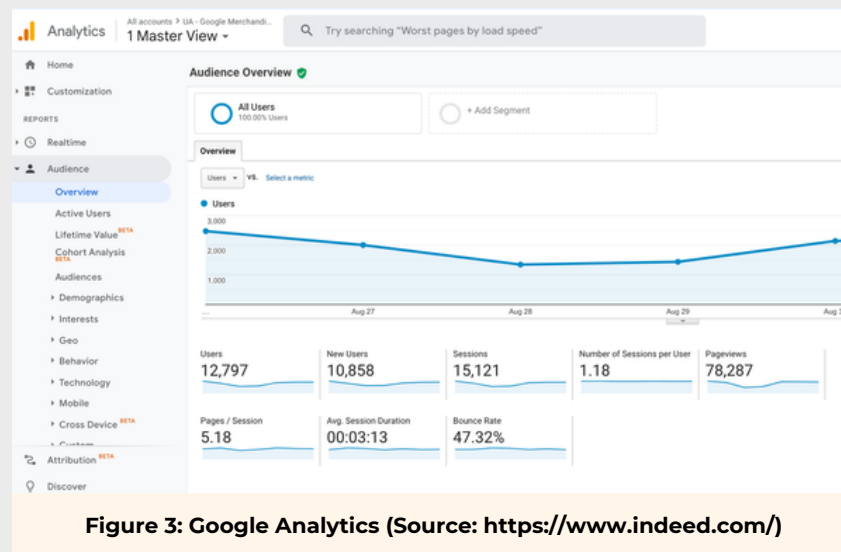 Analytics
All accounts > UA - Google Merchandi...
1 Master View
Try searching "Worst pages by load speed"
Home
Customization
REPORTS
Realtime
Audience
Overview
Active Users
Lifetime Value BETA
Cohort Analysis
BETA
Audiences
Demographics
Interests
Geo
Behavior
Technology
Mobile
Cross Device BETA
Custom
Attribution BETA
Discover
Audience Overview
All Users
100.00% Users
+ Add Segment
Overview
Users VS. Select a metric
Users
3,000
2,000
1,000
... Aug 27 Aug 28 Aug 29 Aug
Users New Users Sessions Number of Sessions per User Pageviews
12,797 10,858 15,121 1.18 78,287
Pages / Session Avg. Session Duration Bounce Rate
5.18 00:03:13 47.32%
Figure 3: Google Analytics (Source: https://www.indeed.com/)